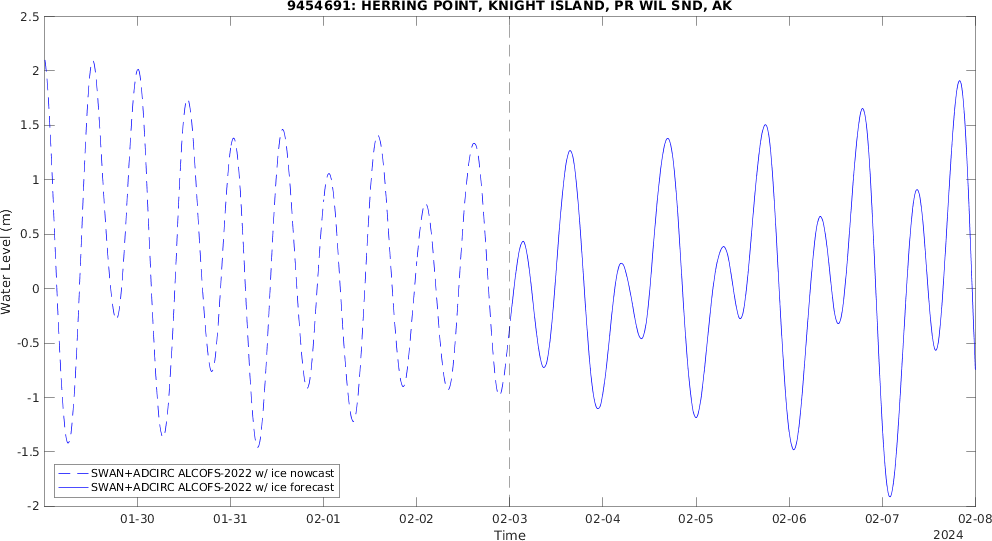 9454691: HERRING POINT, KNIGHT ISLAND, PR WIL SND, AK
2.5
2
1.5
1
0.5
0
-0.5
-1
-1.5
-2
Water Level (m)
SWAN+ADCIRC ALCOFS-2022 w/ ice nowcast
SWAN+ADCIRC ALCOFS-2022 w/ ice forecast
01-30 01-31 02-01 02-02 02-03 02-04 02-05 02-06 02-07 02-08
Time
2024